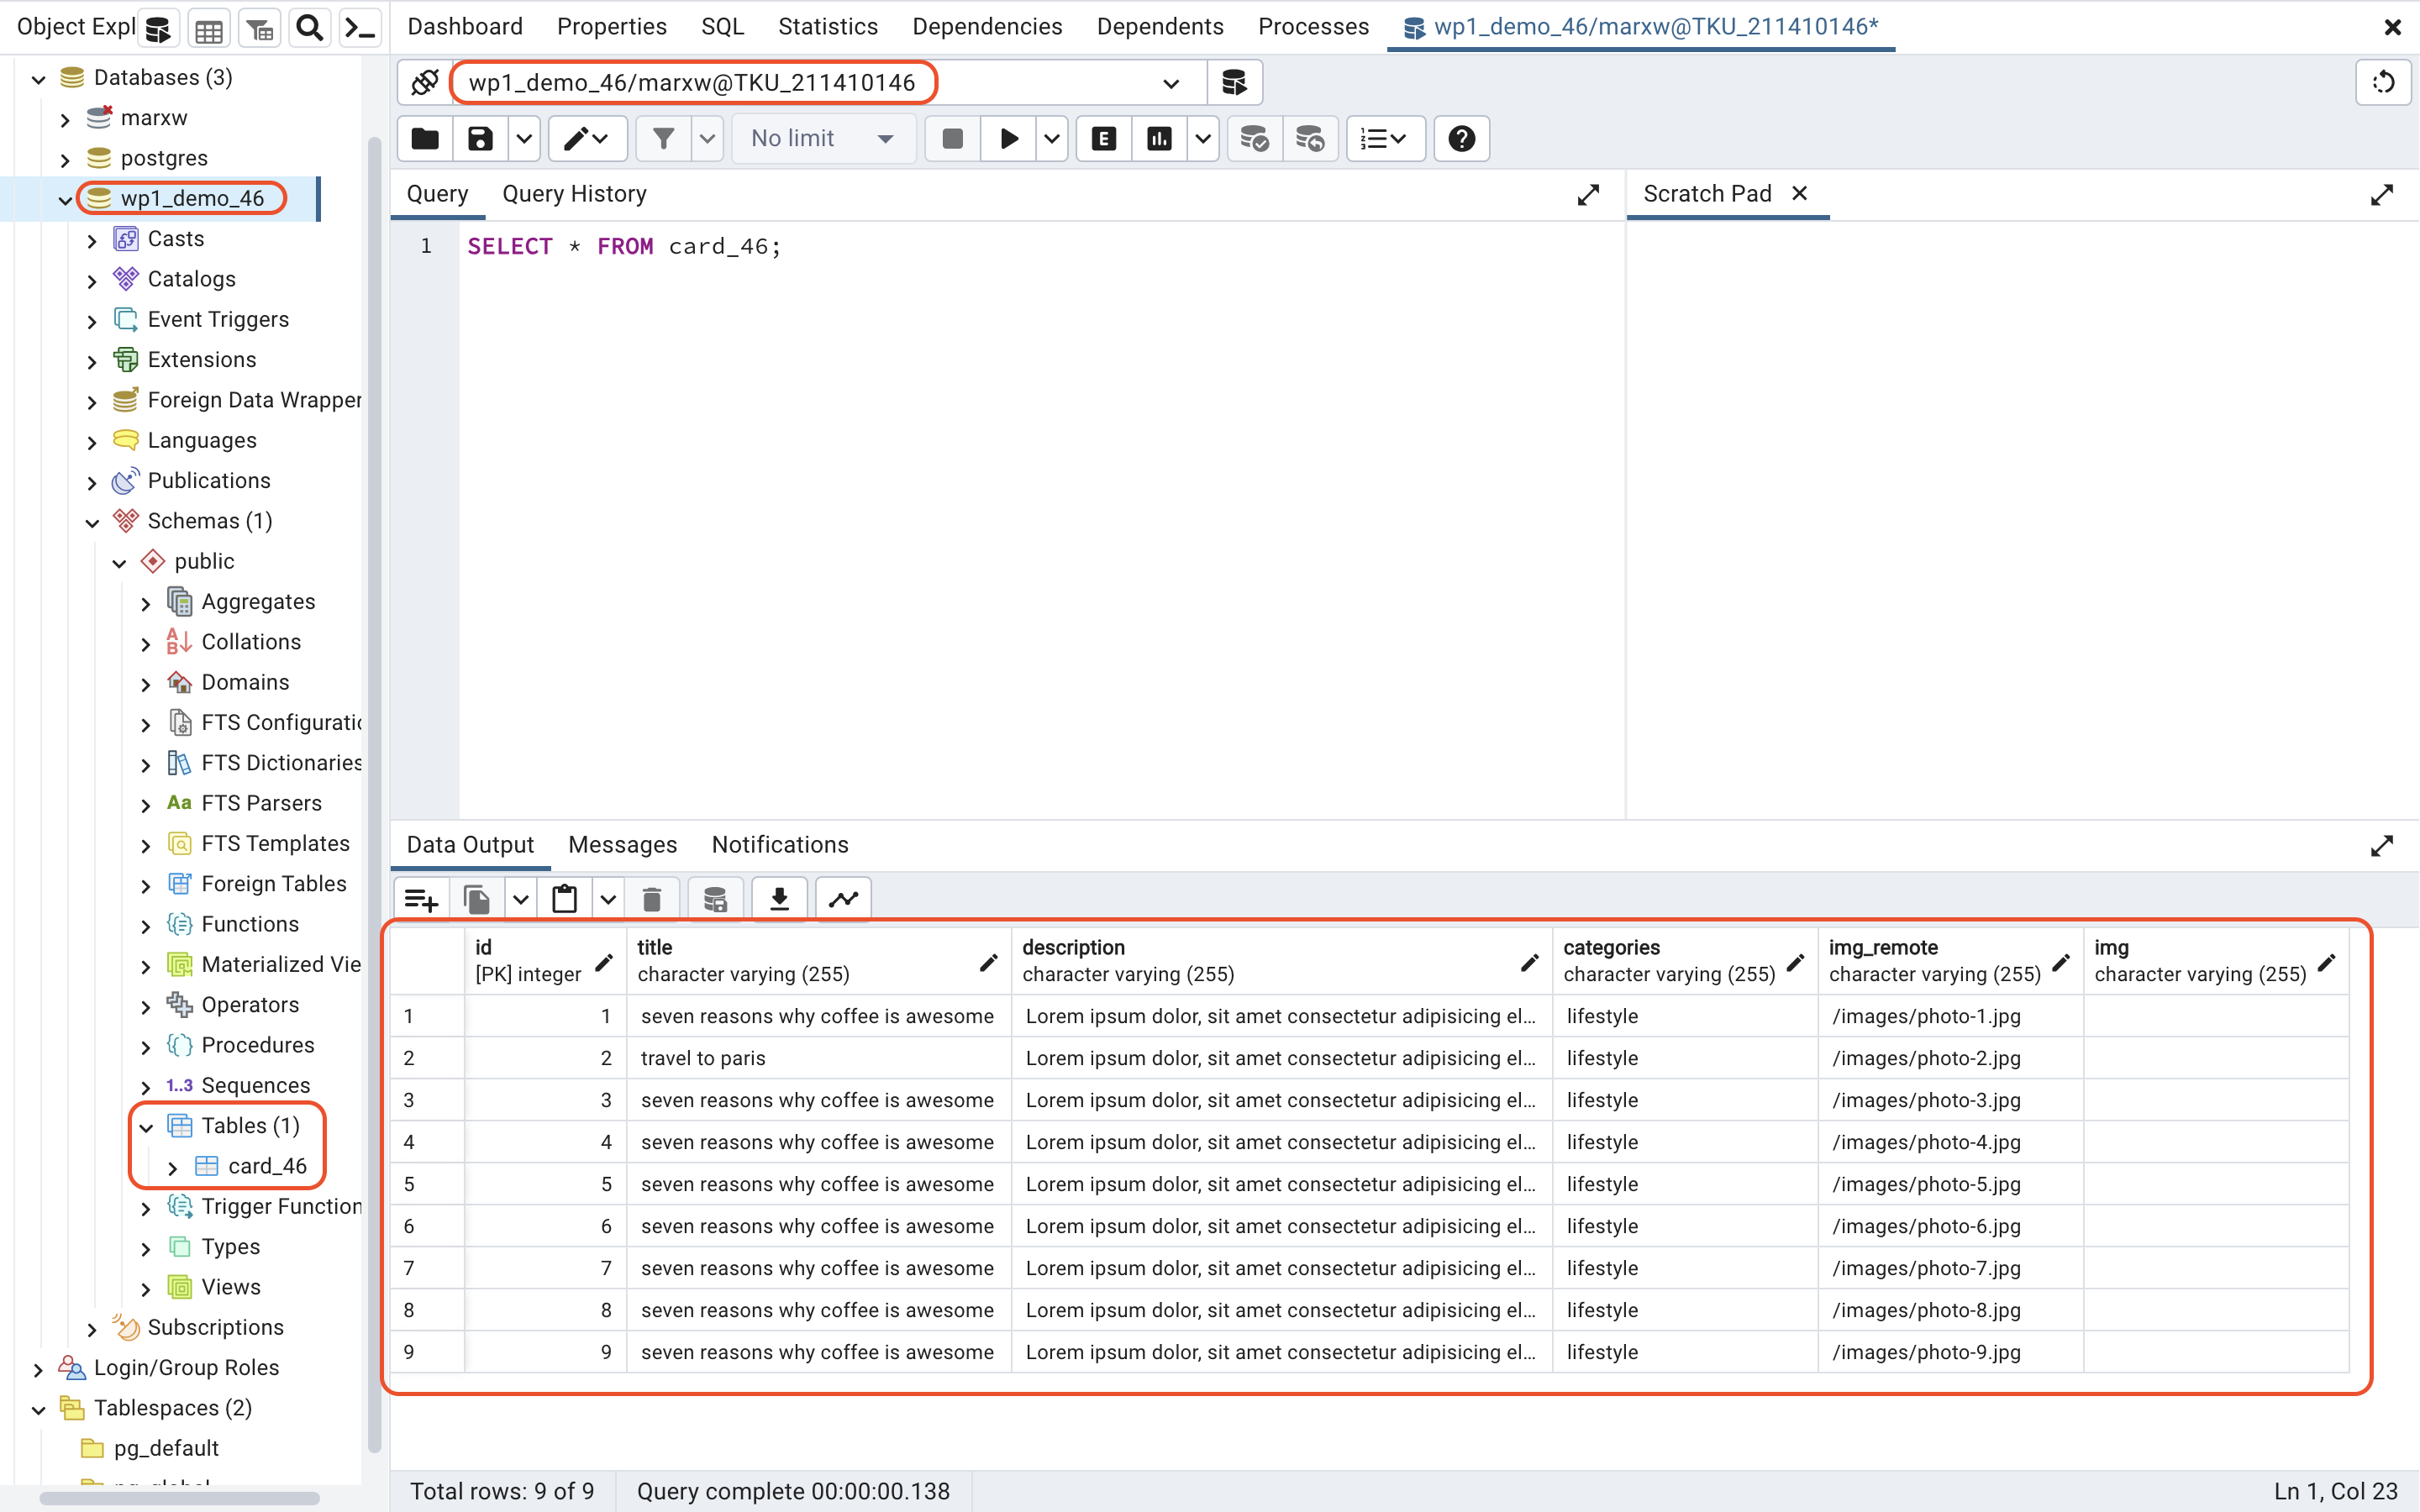 Object Expl
Dashboard Properties SQL Statistics Dependencies Dependents Processes wp1_demo_46/marxw@TKU_211410146*
Databases (3)
marxw
postgres
wp1_demo_46
Casts
Catalogs
Event Triggers
Extensions
Foreign Data Wrapper
Languages
Publications
Schemas (1)
public
Aggregates
Collations
Domains
FTS Configuratio
FTS Dictionaries
Aa FTS Parsers
FTS Templates
Foreign Tables
Functions
Materialized Vie
Operators
Procedures
1..3 Sequences
Tables (1)
card_46
Trigger Function
Types
Views
Subscriptions
Login/Group Roles
Tablespaces (2)
pg_default
wp1_demo_46/marxw@TKU_211410146
No limit
E
Query Query History
Scratch Pad
1 SELECT * FROM card_46;
Data Output Messages Notifications
id title description categories img_remote img
[PK] integer character varying (255) character varying (255) character varying (255) character varying (255) character varying (255)
1 1 seven reasons why coffee is awesome Lorem ipsum dolor, sit amet consectetur adipisicing el... lifestyle /images/photo-1.jpg
2 2 travel to paris Lorem ipsum dolor, sit amet consectetur adipisicing el... lifestyle /images/photo-2.jpg
3 3 seven reasons why coffee is awesome Lorem ipsum dolor, sit amet consectetur adipisicing el... lifestyle /images/photo-3.jpg
4 4 seven reasons why coffee is awesome Lorem ipsum dolor, sit amet consectetur adipisicing el... lifestyle /images/photo-4.jpg
5 5 seven reasons why coffee is awesome Lorem ipsum dolor, sit amet consectetur adipisicing el... lifestyle /images/photo-5.jpg
6 6 seven reasons why coffee is awesome Lorem ipsum dolor, sit amet consectetur adipisicing el... lifestyle /images/photo-6.jpg
7 7 seven reasons why coffee is awesome Lorem ipsum dolor, sit amet consectetur adipisicing el... lifestyle /images/photo-7.jpg
8 8 seven reasons why coffee is awesome Lorem ipsum dolor, sit amet consectetur adipisicing el... lifestyle /images/photo-8.jpg
9 9 seven reasons why coffee is awesome Lorem ipsum dolor, sit amet consectetur adipisicing el... lifestyle /images/photo-9.jpg
Total rows: 9 of 9 Query complete 00:00:00.138 Ln 1, Col 23